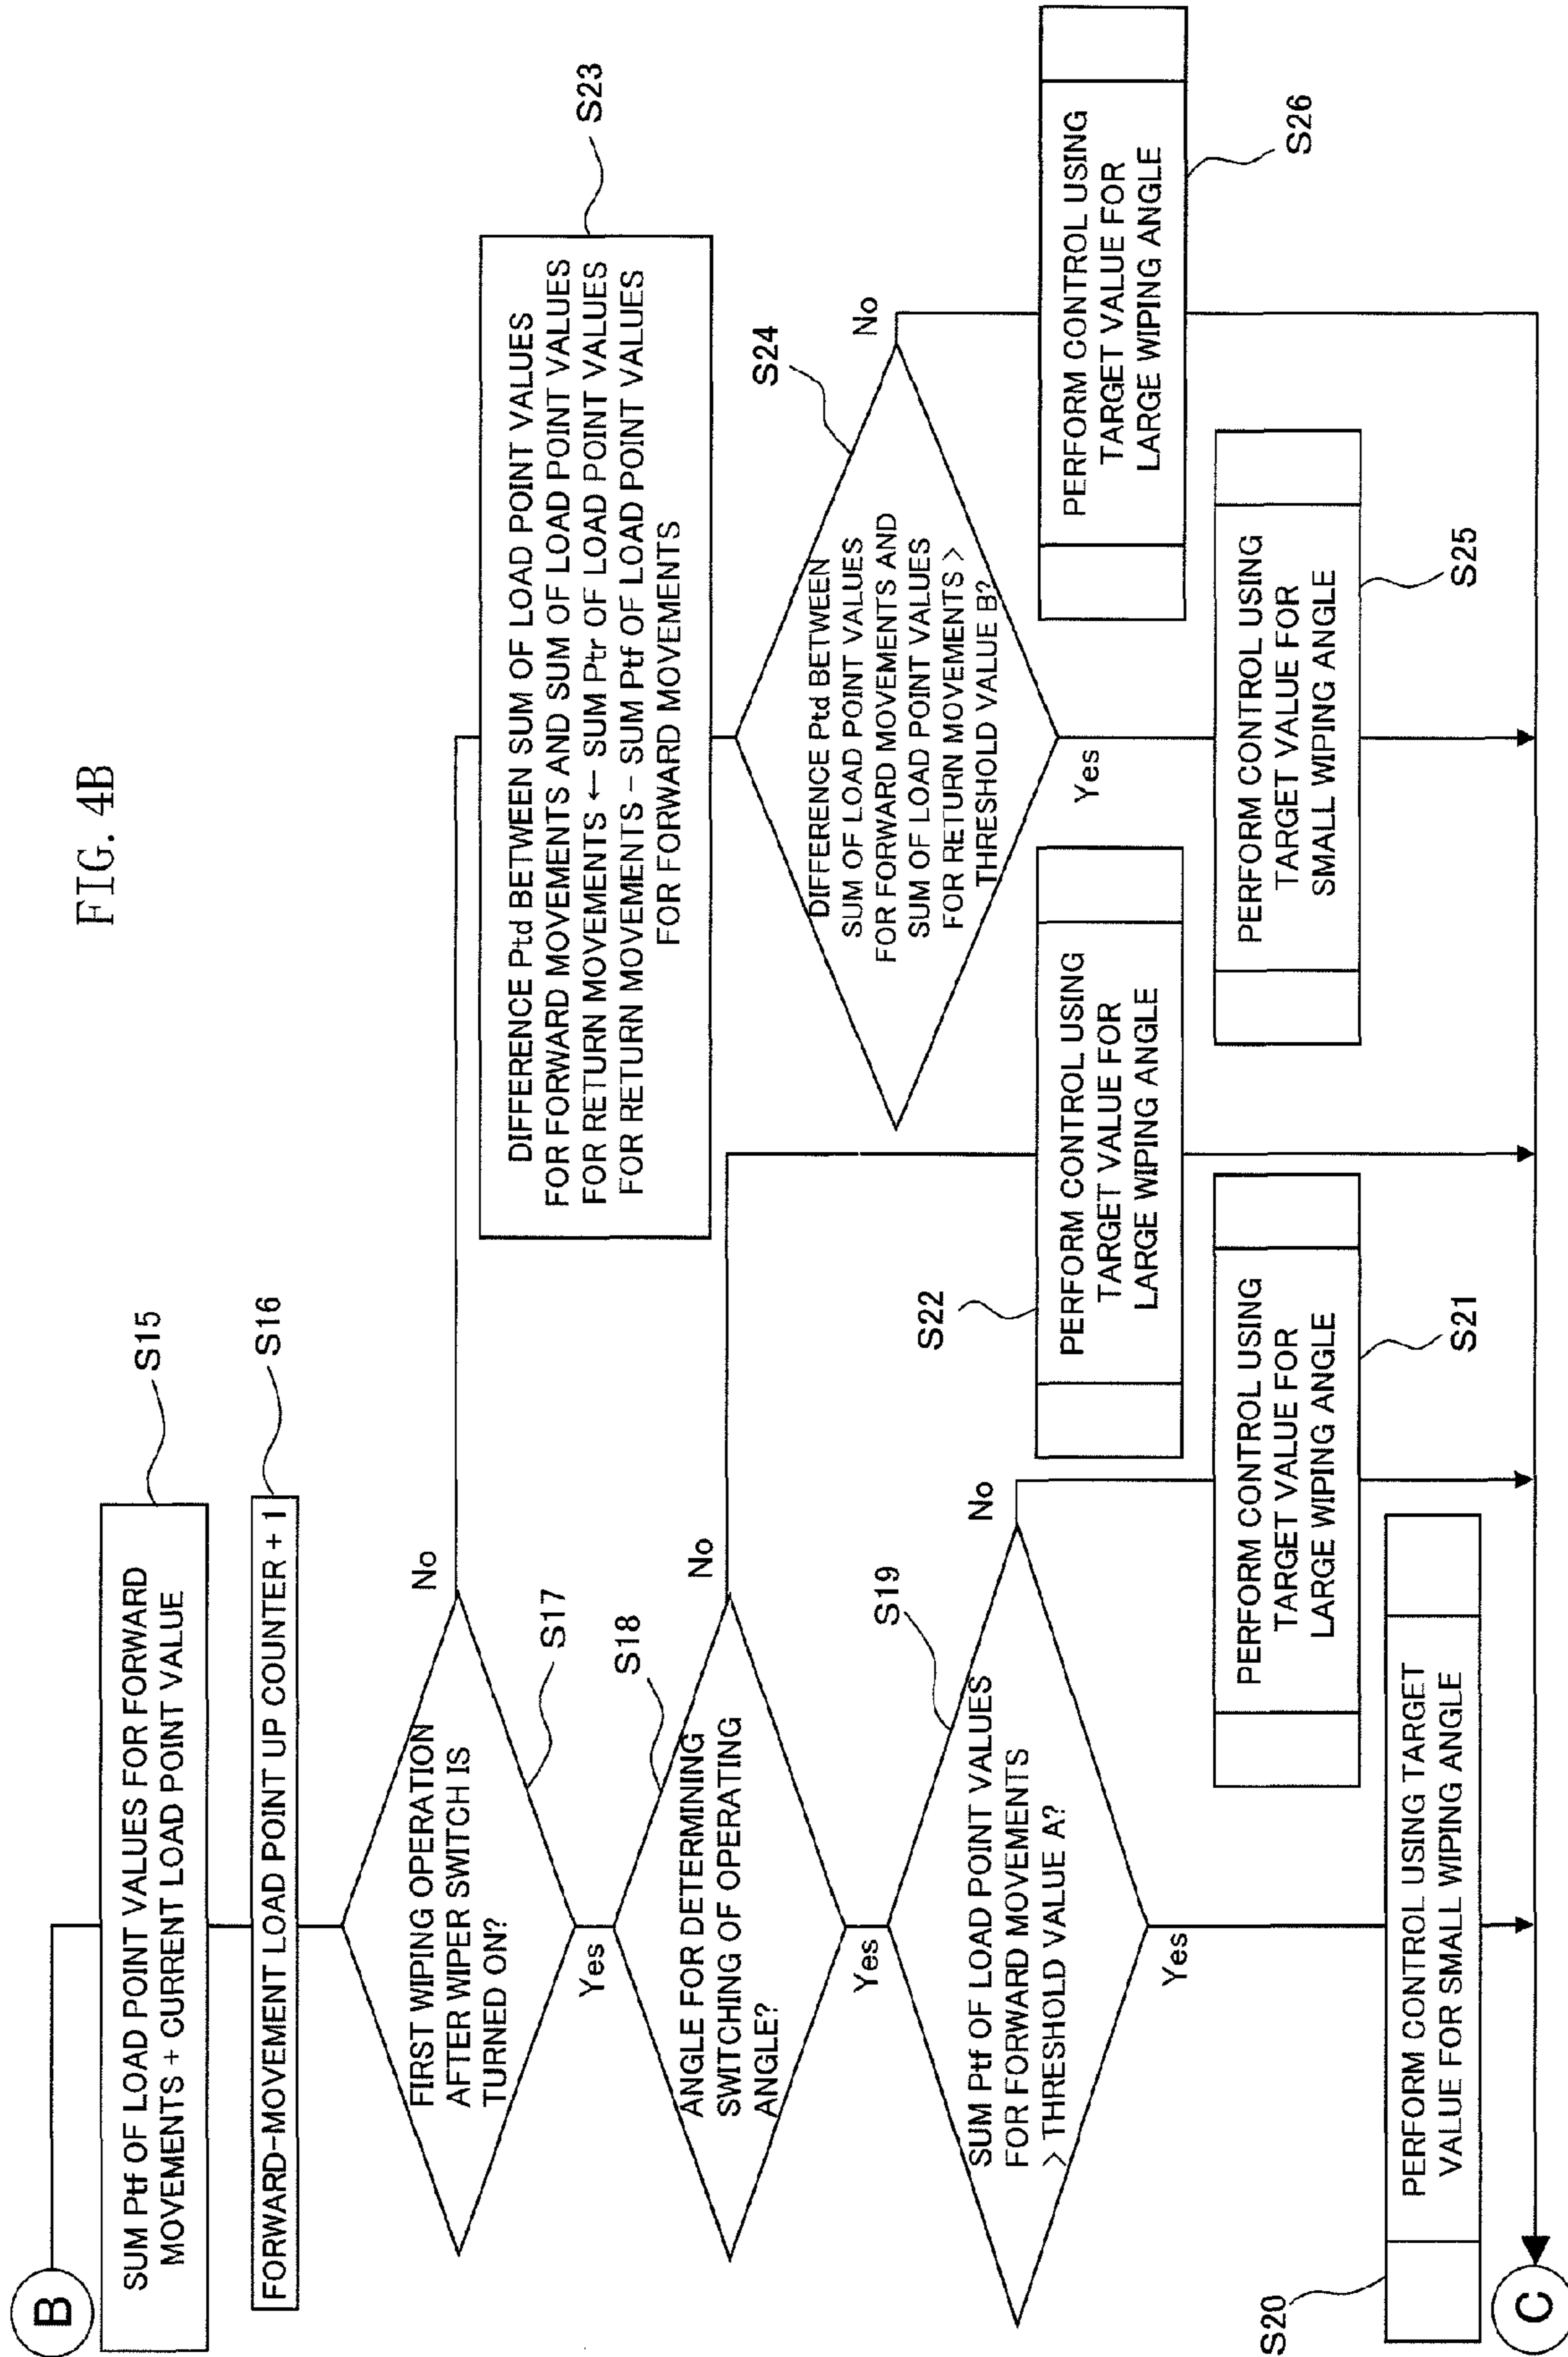 FIG. 4B
B
SUM Ptf OF LOAD POINT VALUES FOR FORWARD
MOVEMENTS + CURRENT LOAD POINT VALUE
S15
FORWARD-MOVEMENT LOAD POINT UP COUNTER + 1
S16
FIRST WIPING OPERATION
AFTER WIPER SWITCH IS
TURNED ON?
S17
No
Yes
ANGLE FOR DETERMINING
SWITCHING OF OPERATING
ANGLE?
S18
No
Yes
SUM Ptf OF LOAD POINT VALUES
FOR FORWARD MOVEMENTS
> THRESHOLD VALUE A?
S19
No
Yes
PERFORM CONTROL USING TARGET
VALUE FOR SMALL WIPING ANGLE
S20
PERFORM CONTROL USING
TARGET VALUE FOR
LARGE WIPING ANGLE
S21
PERFORM CONTROL USING
TARGET VALUE FOR
LARGE WIPING ANGLE
S22
DIFFERENCE Ptd BETWEEN SUM OF LOAD POINT VALUES
FOR FORWARD MOVEMENTS AND SUM OF LOAD POINT VALUES
FOR RETURN MOVEMENTS ← SUM Ptr OF LOAD POINT VALUES
FOR RETURN MOVEMENTS - SUM Ptf OF LOAD POINT VALUES
FOR FORWARD MOVEMENTS
S23
DIFFERENCE Ptd BETWEEN
SUM OF LOAD POINT VALUES
FOR FORWARD MOVEMENTS AND
SUM OF LOAD POINT VALUES
FOR RETURN MOVEMENTS >
THRESHOLD VALUE B?
S24
No
Yes
PERFORM CONTROL USING
TARGET VALUE FOR
SMALL WIPING ANGLE
S25
PERFORM CONTROL USING
TARGET VALUE FOR
LARGE WIPING ANGLE
S26
C